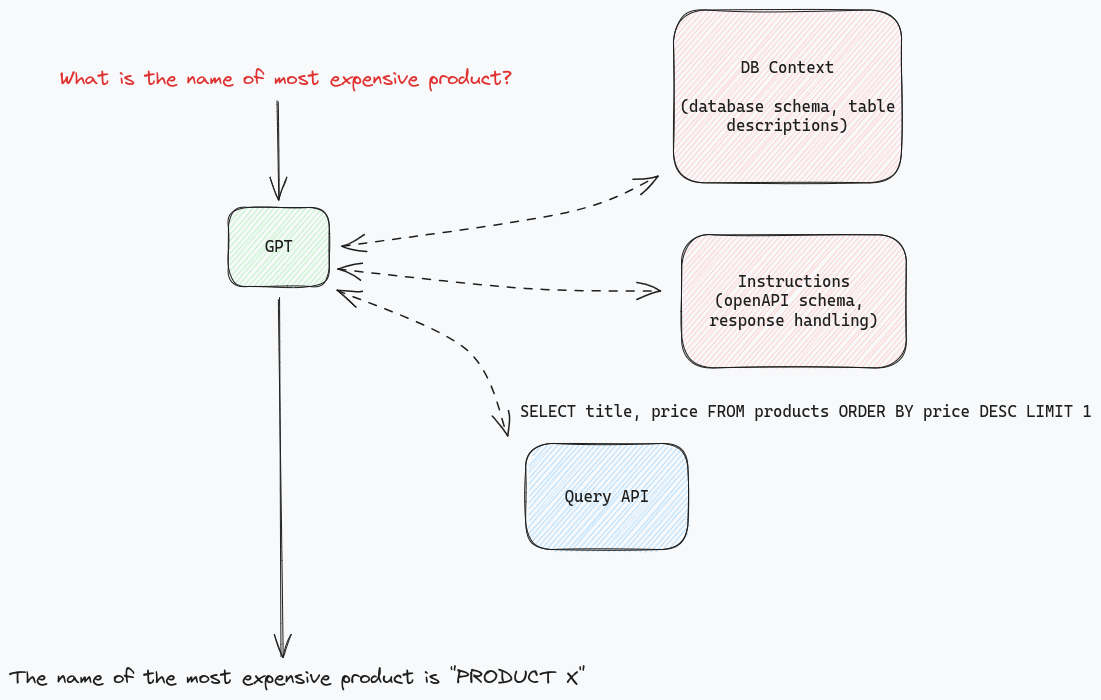 What is the name of most expensive product?
DB Context
(database schema, table
descriptions)
GPT
Instructions
(openAPI schema,
response handling)
SELECT title, price FROM products ORDER BY price DESC LIMIT 1
Query API
The name of the most expensive product is "PRODUCT X"